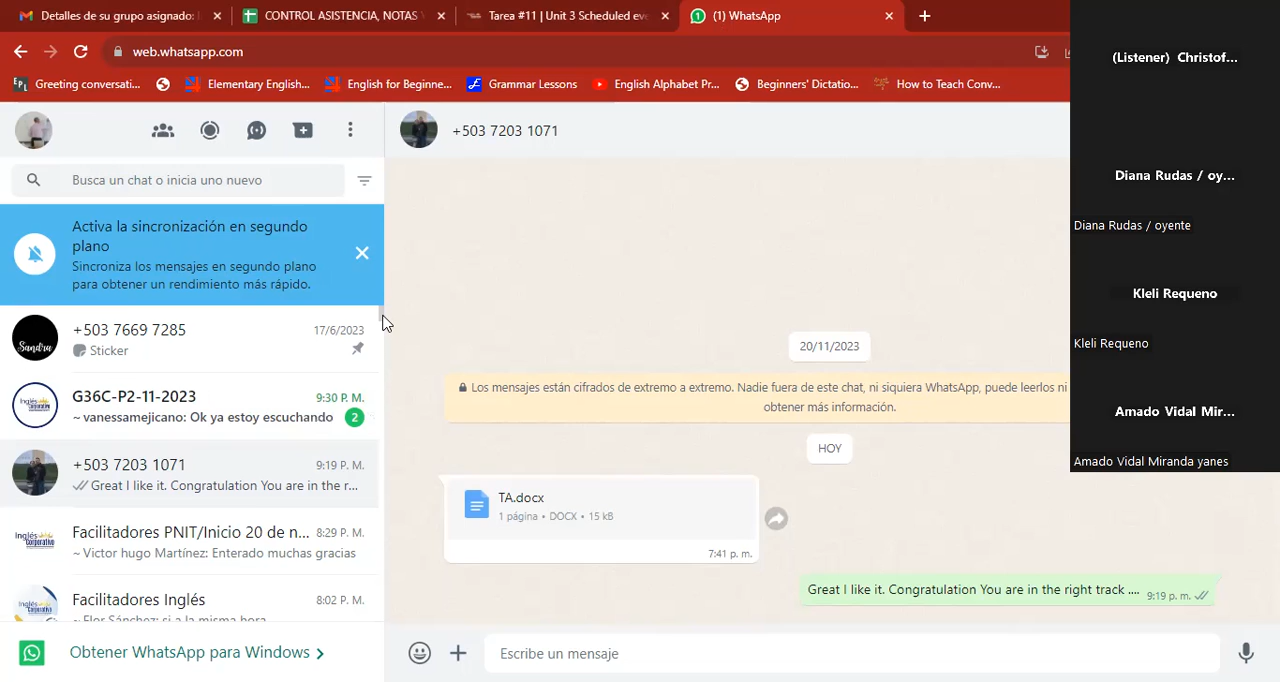 Detalles de su grupo asignado:
CONTROL ASISTENCIA, NOTAS Y
Tarea #11 | Unit 3 Scheduled eve
(1) WhatsApp
web.whatsapp.com
Greeting conversati...
Elementary English...
English for Beginne...
Grammar Lessons
English Alphabet Pr...
Beginners' Dictatio...
How to Teach Conv...
+503 7203 1071
Busca un chat o inicia uno nuevo
Activa la sincronización en segundo
plano
Sincroniza los mensajes en segundo plano
para obtener un rendimiento más rápido.
Sandra
+503 7669 7285
17/6/2023
Sticker
G36C-P2-11-2023
9:30 P. M.
~ vanessamejicano: Ok ya estoy escuchando
2
+503 7203 1071
9:19 P. M.
Great I like it. Congratulation You are in the r...
Facilitadores PNIT/Inicio 20 de n...
8:29 P. M.
~ Victor hugo Martínez: Enterado muchas gracias
Facilitadores Inglés
8:02 P. M.
~ Flor Sánchez: si a la misma hora
Obtener WhatsApp para Windows
20/11/2023
Los mensajes están cifrados de extremo a extremo. Nadie fuera de este chat, ni siquiera WhatsApp, puede leerlos ni
obtener más información.
HOY
TA.docx
1 página • DOCX • 15 kB
7:41 p. m.
Great I like it. Congratulation You are in the right track ....
9:19 p. m.
Escribe un mensaje
(Listener) Christof...
Diana Rudas / oy...
Diana Rudas / oyente
Kleli Requeno
Kleli Requeno
Amado Vidal Mir...
Amado Vidal Miranda yanes